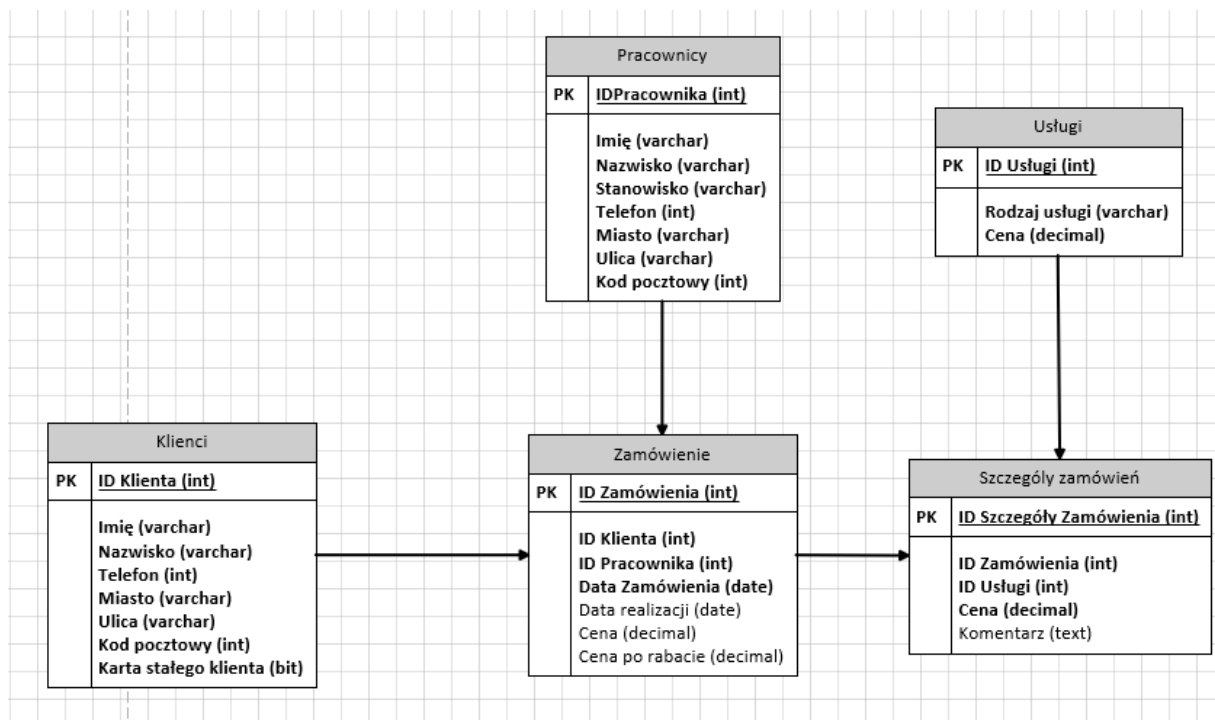 Pracownicy
PK IDPracownika (int)
Imię (varchar)
Nazwisko (varchar)
Stanowisko (varchar)
Telefon (int)
Miasto (varchar)
Ulica (varchar)
Kod pocztowy (int)
Usługi
PK ID Usługi (int)
Rodzaj usługi (varchar)
Cena (decimal)
Klienci
PK ID Klienta (int)
Imię (varchar)
Nazwisko (varchar)
Telefon (int)
Miasto (varchar)
Ulica (varchar)
Kod pocztowy (int)
Karta stałego klienta (bit)
Zamówienie
PK ID Zamówienia (int)
ID Klienta (int)
ID Pracownika (int)
Data Zamówienia (date)
Data realizacji (date)
Cena (decimal)
Cena po rabacie (decimal)
Szczególy zamówień
PK ID Szczegóły Zamówienia (int)
ID Zamówienia (int)
ID Usługi (int)
Cena (decimal)
Komentarz (text)